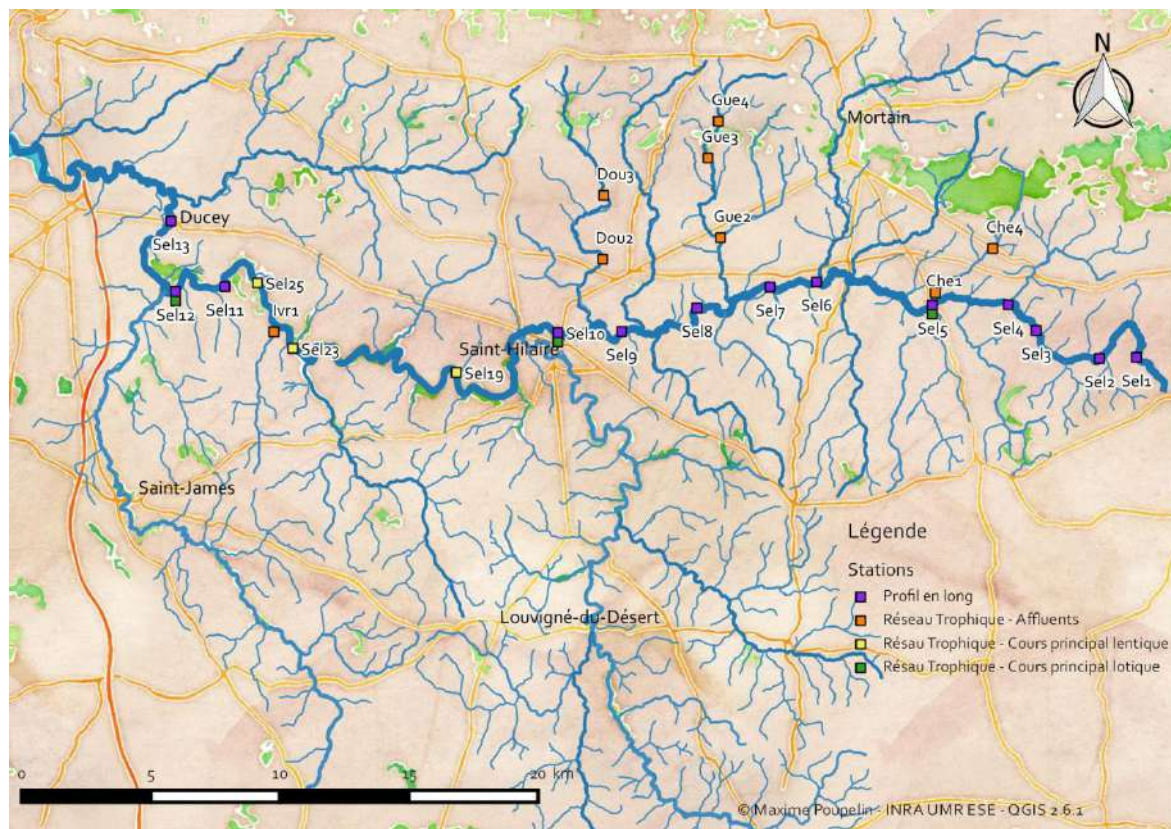 N
Gue4
Mortain
Gue3
Dou3
Ducey
Gue2
Che4
Sel13
Dou2
Sel25
Che1
Sel12
Sel11
Ivr1
Sel7
Sel6
Sel8
Sel5
Sel4
Sel23
Saint-Hilaire
Sel10
Sel9
Sel3
Sel19
Sel2
Sel1
Saint-James
Légende
Stations
Profil en long
Réseau Trophique - Affluents
Louvigné-du-Désert
Résau Trophique - Cours principal lentique
Résau Trophique - Cours principal lotique
0 5 10 15 20 km
© Maxime Poupelin - INRA UMR ESE - QGIS 2.6.1